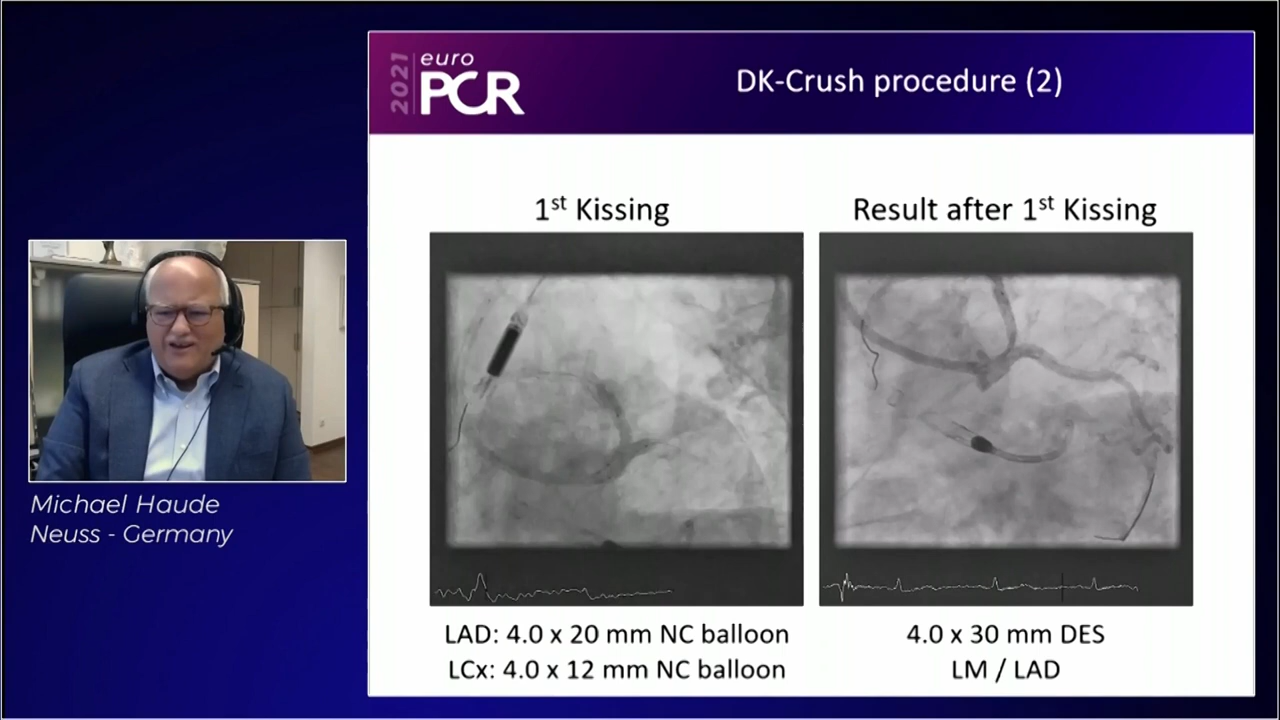 2021
euro
PCR
DK-Crush procedure (2)
1st Kissing
Result after 1st Kissing
LAD: 4.0 x 20 mm NC balloon
LCx: 4.0 x 12 mm NC balloon
4.0 x 30 mm DES
LM / LAD
Michael Haude
Neuss - Germany